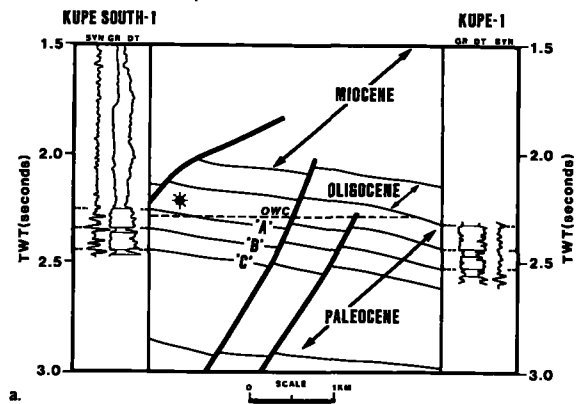 KUPE SOUTH-1
KUPE-1
SYN GR DT
GR DT SYN
1.5
1.5
MIOCENE
2.0
2.0
OLIGOCENE
OWC
'A'
'B'
'C'
2.5
2.5
TWT(seconds)
TWT(seconds)
PALEOCENE
3.0
3.0
a.
0 SCALE 1KM